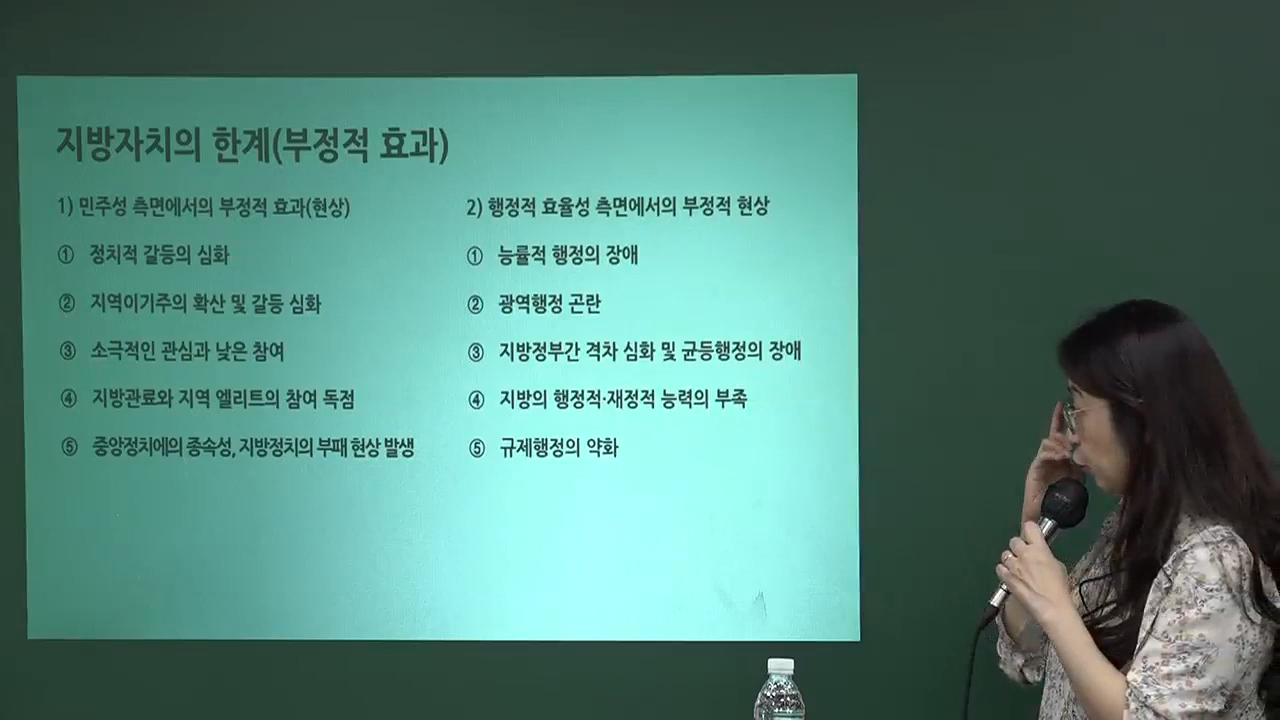 지방자치의 한계(부정적 효과)
1) 민주성 측면에서의 부정적 효과(현상)
① 정치적 갈등의 심화
② 지역이기주의 확산 및 갈등 심화
③ 소극적인 관심과 낮은 참여
④ 지방관료와 지역 엘리트의 참여 독점
⑤ 중앙정치에의 종속성, 지방정치의 부패 현상 발생
2) 행정적 효율성 측면에서의 부정적 현상
① 능률적 행정의 장애
② 광역행정 곤란
③ 지방정부간 격차 심화 및 균등행정의 장애
④ 지방의 행정적·재정적 능력의 부족
⑤ 규제행정의 약화